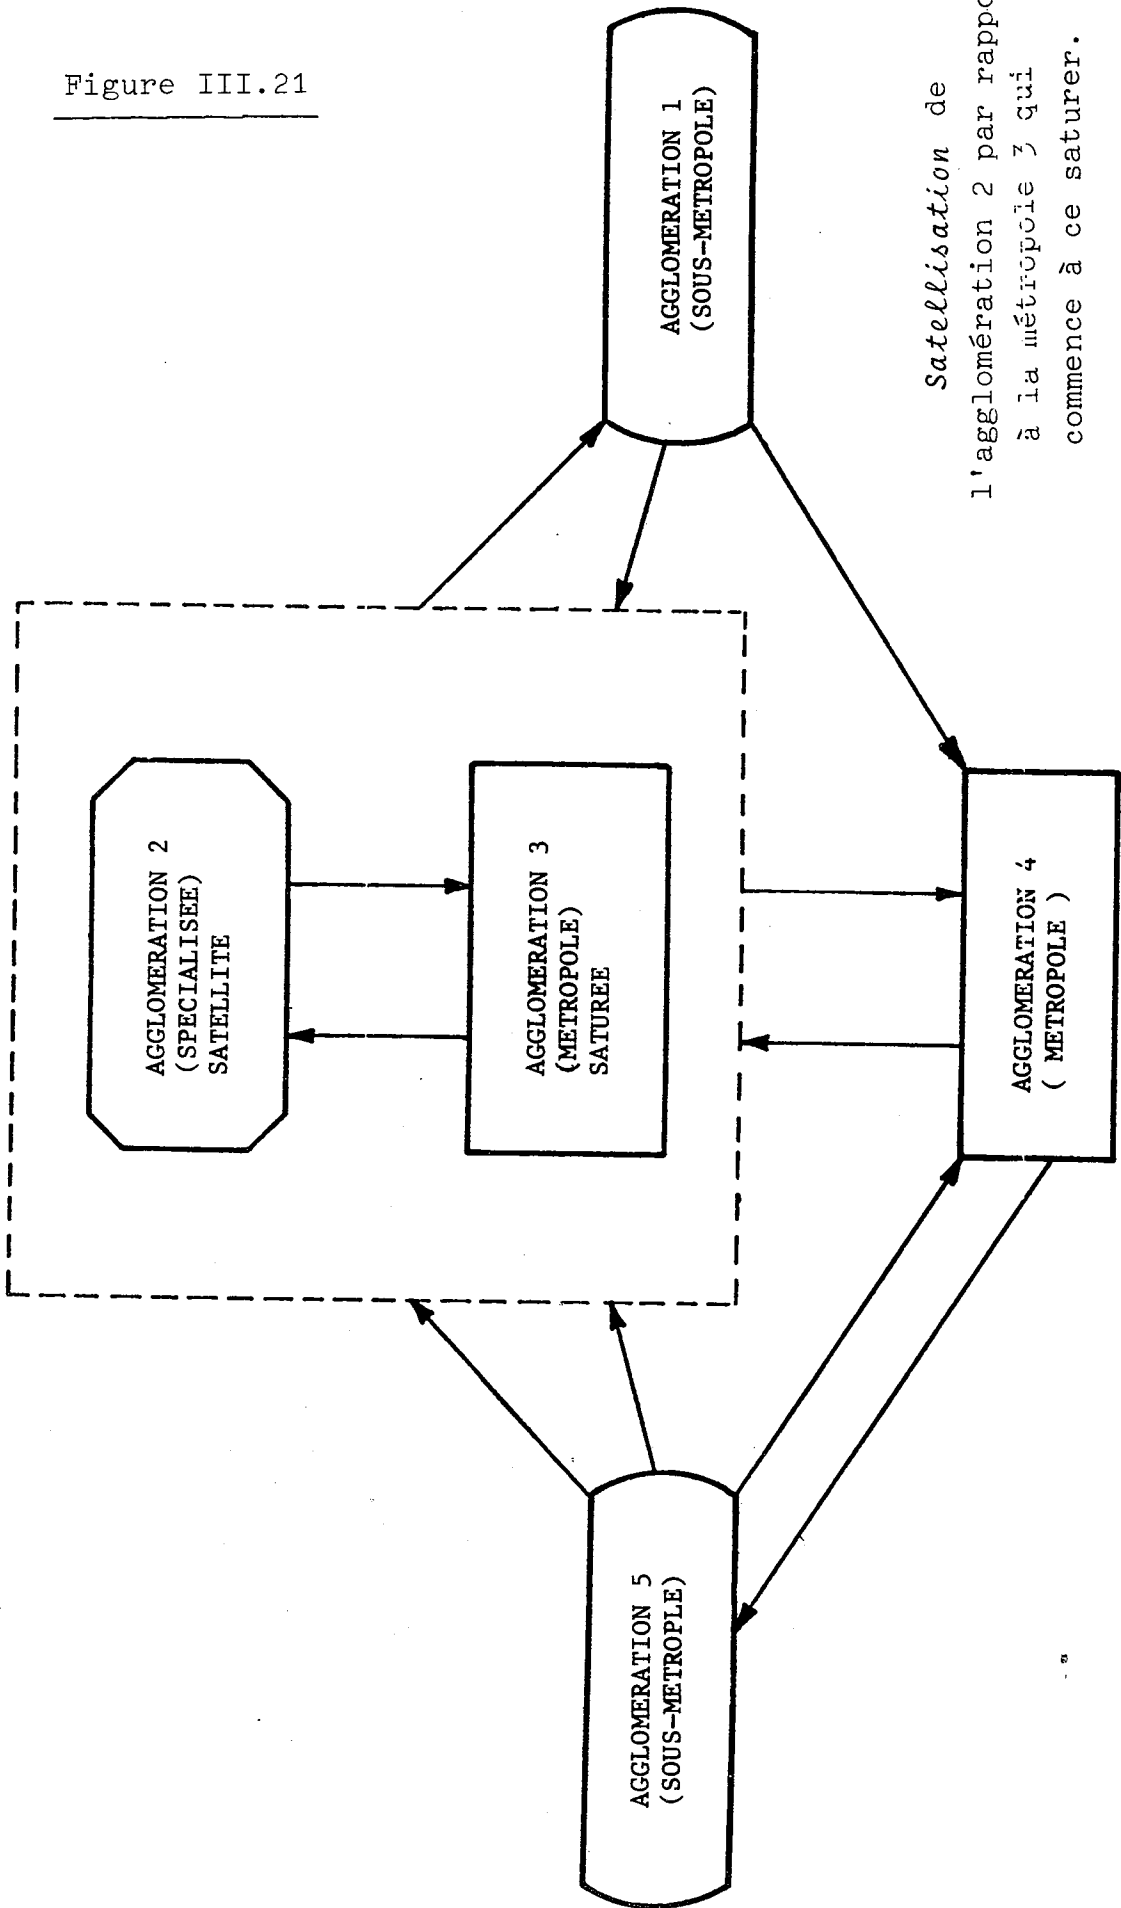 Figure III.21
AGGLOMERATION 1
(SOUS-METROPOLE)
AGGLOMERATION 2
(SPECIALISEE)
SATELLITE
AGGLOMERATION 3
(METROPOLE)
SATUREE
AGGLOMERATION 4
( METROPOLE )
AGGLOMERATION 5
(SOUS-METROPLE)
Satellisation de
l'agglomération 2 par rappo
à la métropole 3 qui
commence à ce saturer.